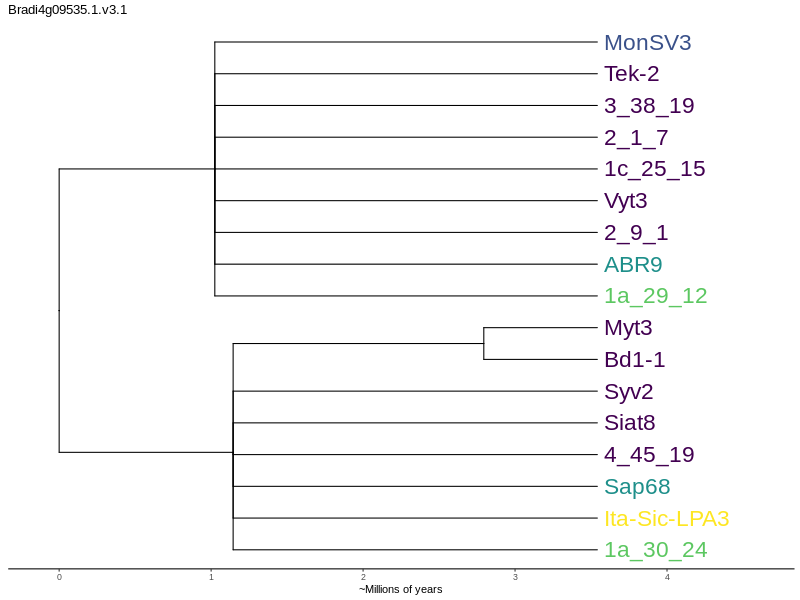 Bradi4g09535.1.v3.1
MonSV3
Tek-2
3_38_19
2_1_7
1c_25_15
Vyt3
2_9_1
ABR9
1a_29_12
Myt3
Bd1-1
Syv2
Siat8
4_45_19
Sap68
Ita-Sic-LPA3
1a_30_24
0 1 2 3 4
~Millions of years